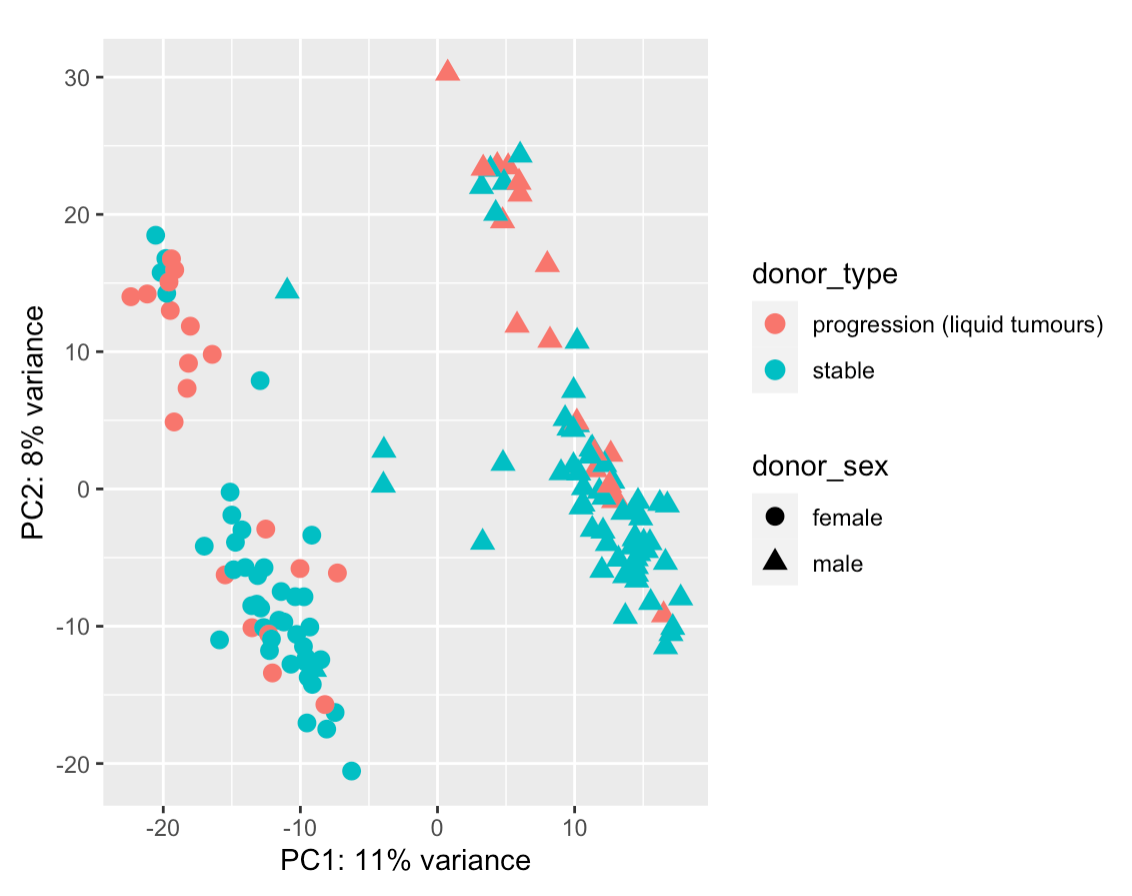 30
20
10
0
-10
-20
PC2: 8% variance
-20
-10
0
10
PC1: 11% variance
donor_type
progression (liquid tumours)
stable
donor_sex
female
male